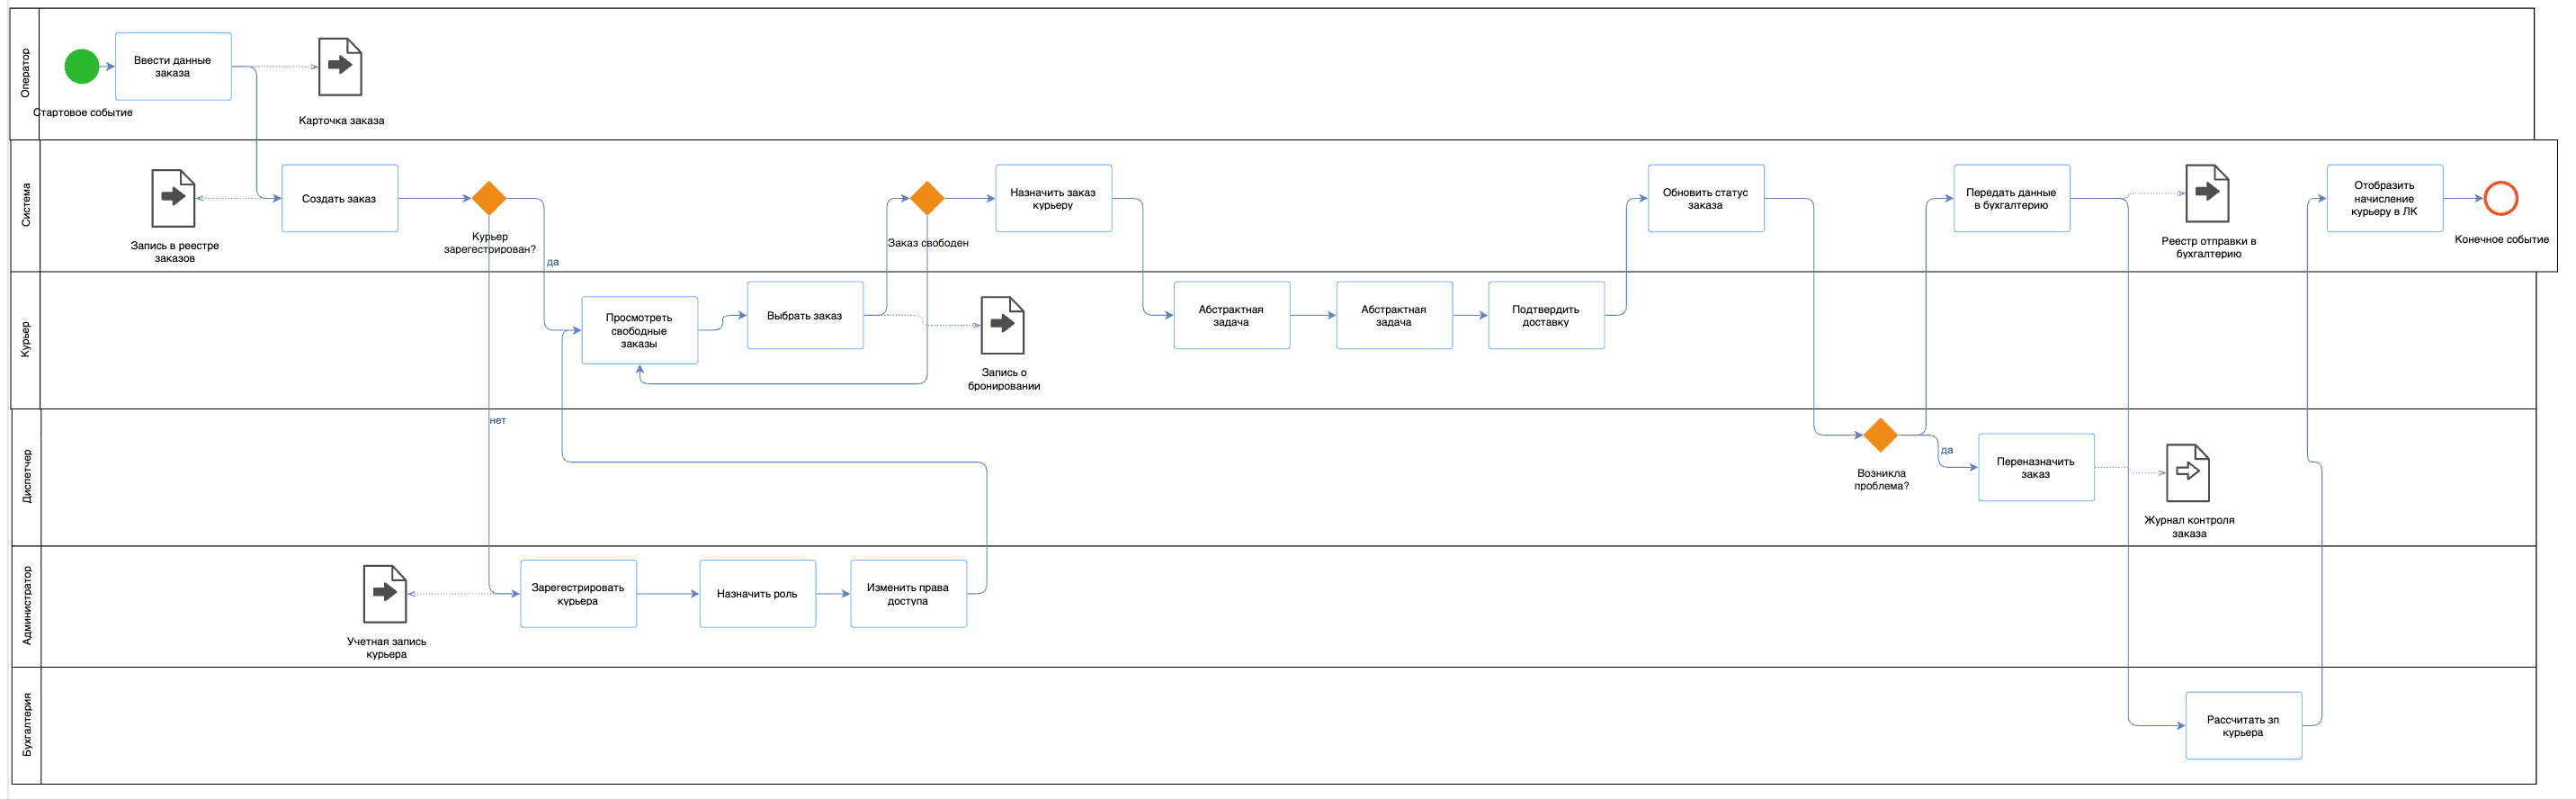 Оператор
Стартовое событие
Ввести данные
заказа
Карточка заказа
Система
Запись в реестре
заказов
Создать заказ
Курьер
зарегестрирован?
да
нет
Заказ свободен
Назначить заказ
курьеру
Обновить статус
заказа
Передать данные
в бухгалтерию
Реестр отправки в
бухгалтерию
Отобразить
начисление
курьеру в ЛК
Конечное событие
Курьер
Просмотреть
свободные
заказы
Выбрать заказ
Запись о
бронировании
Абстрактная
задача
Абстрактная
задача
Подтвердить
доставку
Диспетчер
Возникла
проблема?
да
Переназначить
заказ
Журнал контроля
заказа
Администратор
Учетная запись
курьера
Зарегестрировать
курьера
Назначить роль
Изменить права
доступа
Бухгалтерия
Рассчитать зп
курьера